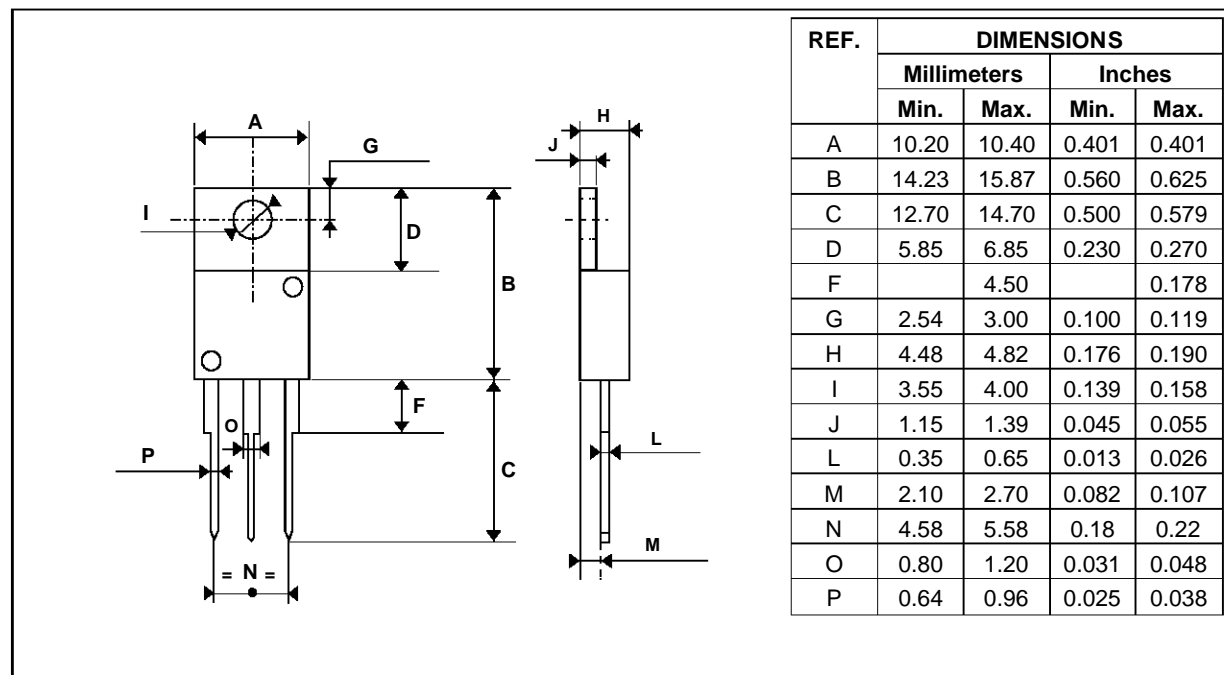 A
G
I
D
B
F
O
P
C
= N =
H
J
L
M
REF. DIMENSIONS
Millimeters Inches
Min. Max. Min. Max.
A 10.20 10.40 0.401 0.401
B 14.23 15.87 0.560 0.625
C 12.70 14.70 0.500 0.579
D 5.85 6.85 0.230 0.270
F 4.50 0.178
G 2.54 3.00 0.100 0.119
H 4.48 4.82 0.176 0.190
I 3.55 4.00 0.139 0.158
J 1.15 1.39 0.045 0.055
L 0.35 0.65 0.013 0.026
M 2.10 2.70 0.082 0.107
N 4.58 5.58 0.18 0.22
O 0.80 1.20 0.031 0.048
P 0.64 0.96 0.025 0.038